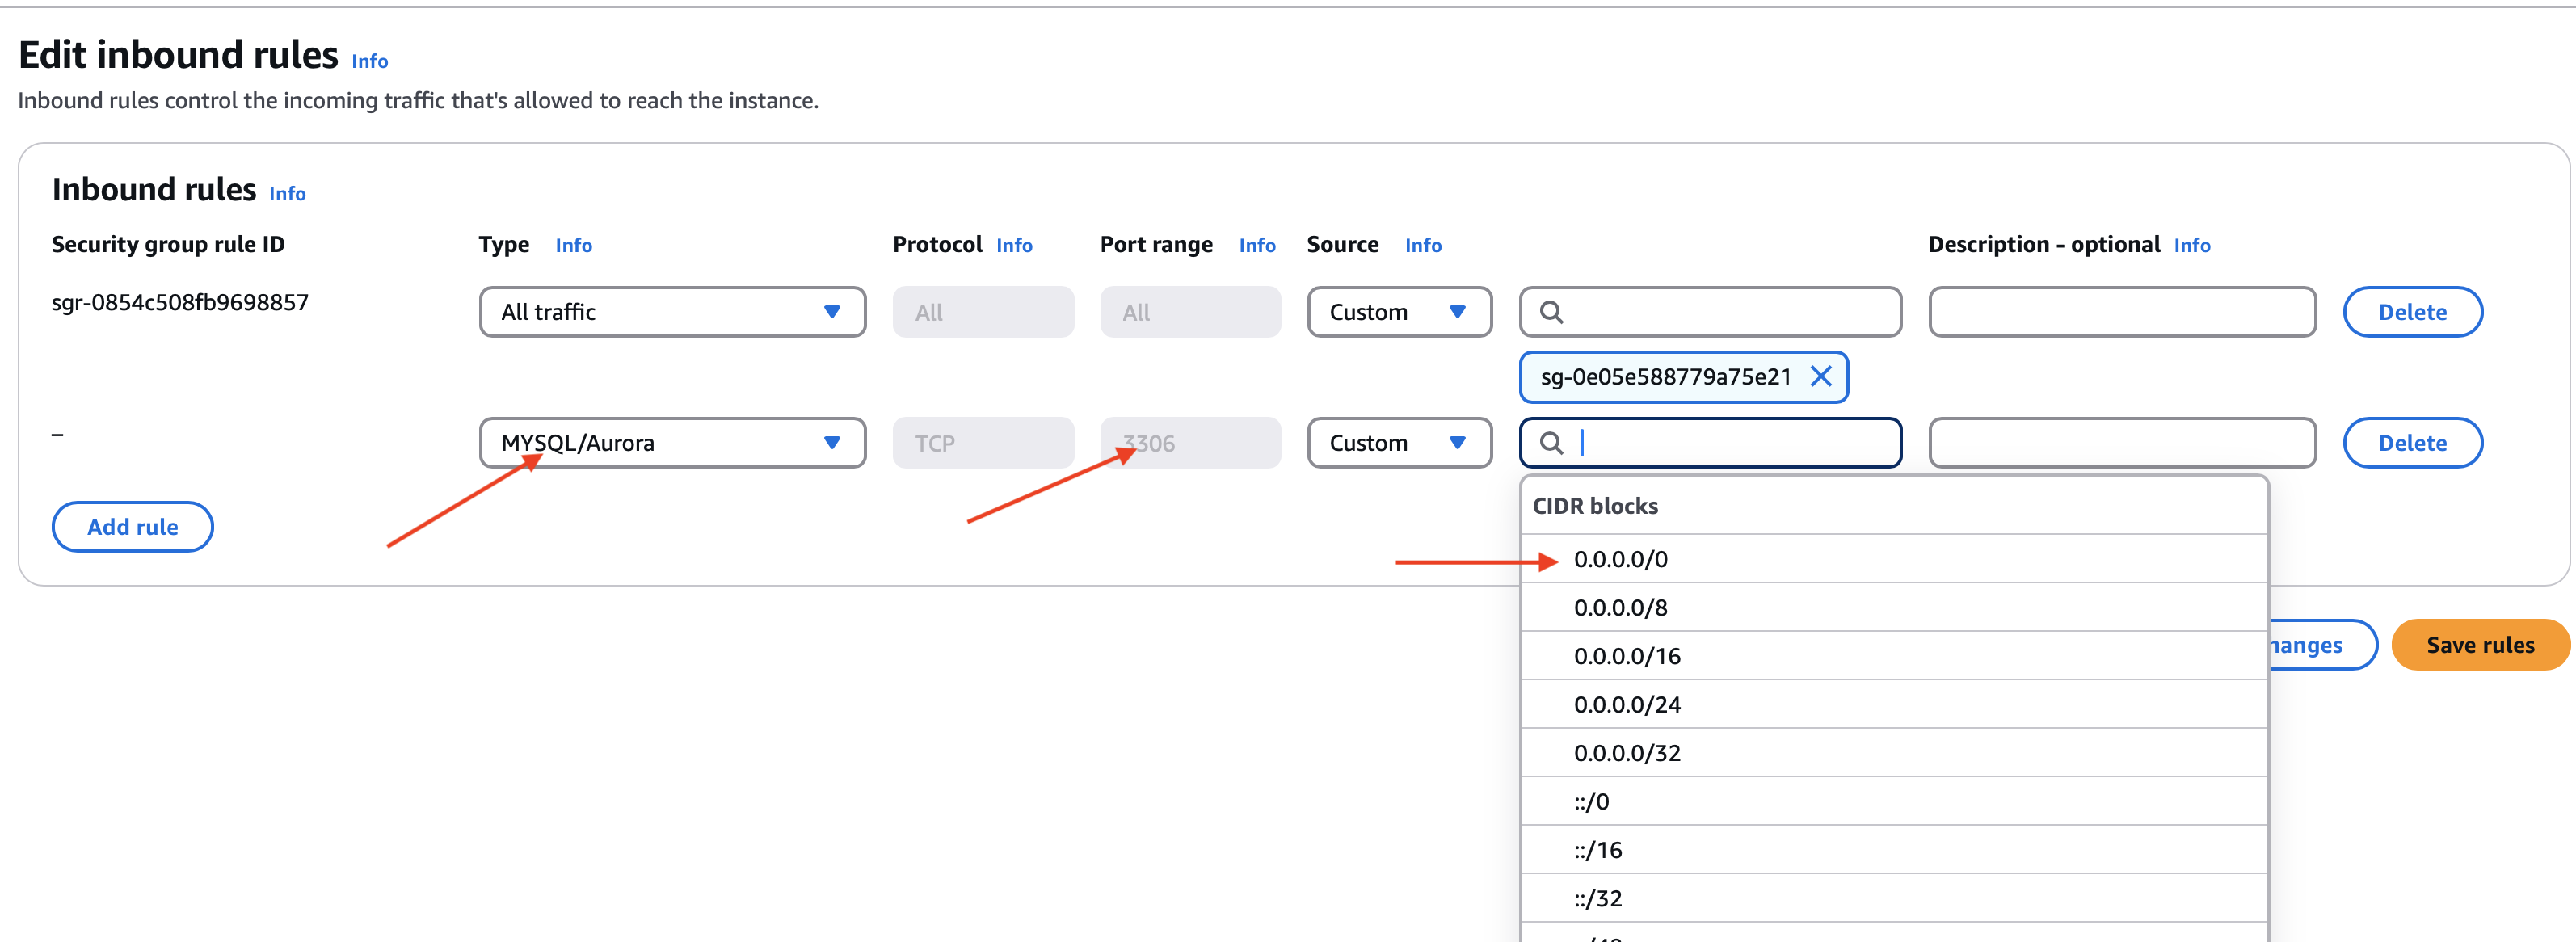 Edit inbound rules Info
Inbound rules control the incoming traffic that's allowed to reach the instance.
Inbound rules Info
Security group rule ID Type Info Protocol Info Port range Info Source Info Description - optional Info
sgr-0854c508fb9698857 All traffic All All Custom Delete
sg-0e05e588779a75e21
– MYSQL/Aurora TCP 3306 Custom Delete
Add rule
CIDR blocks
0.0.0.0/0
0.0.0.0/8
0.0.0.0/16
0.0.0.0/24
0.0.0.0/32
::/0
::/16
::/32
hanges Save rules